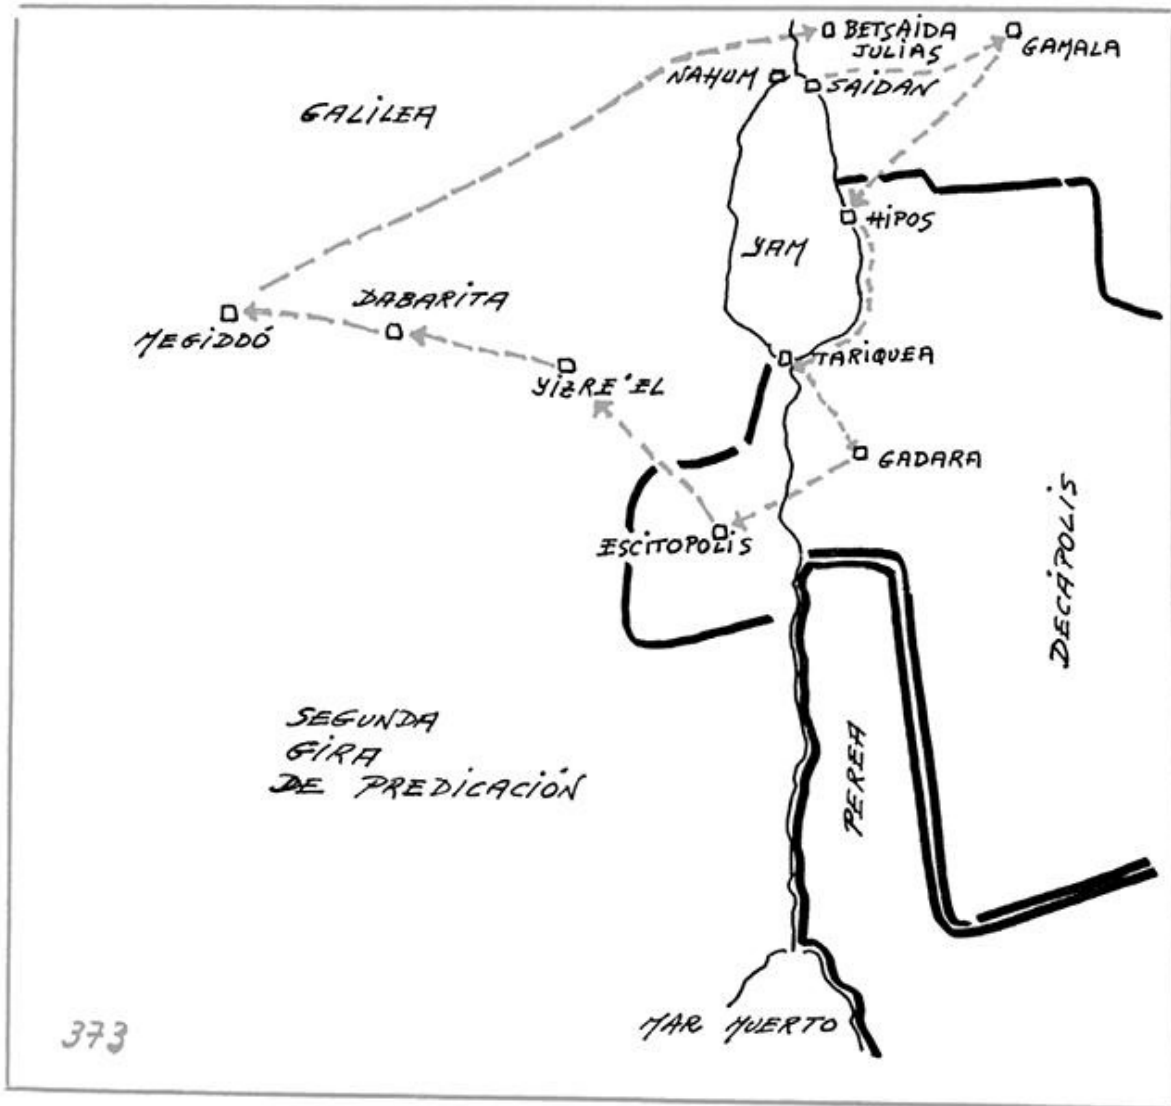 BETSAIDA
JULIAS
GAMALA
NAHUM
SAIDAN
GALILEA
HIPOS
YAM
DABARITA
MEGIDDÓ
TARIQUEA
YIZRE'EL
GADARA
ESCITOPOLIS
DECÁPOLIS
SEGUNDA
GIRA
DE PREDICACIÓN
PEREA
MAR MUERTO
373